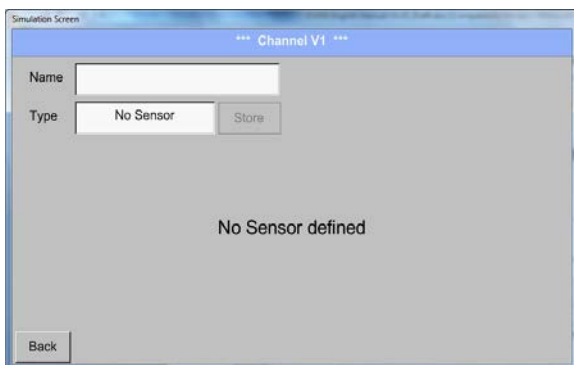 Simulation Screen
*** Channel V1 ***
Name
Type No Sensor Store
No Sensor defined
Back